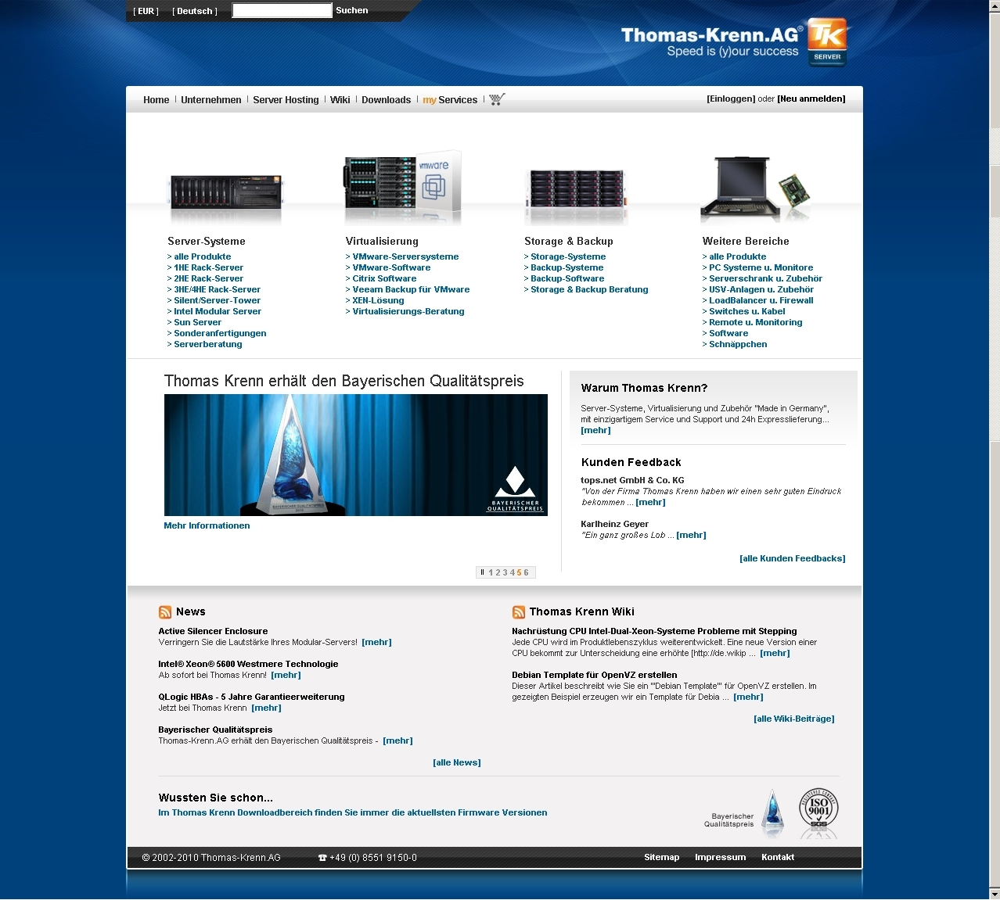 [ EUR ] [ Deutsch ] Suchen
Thomas-Krenn.AG®
Speed is (y)our success
TK
SERVER
Home | Unternehmen | Server Hosting | Wiki | Downloads | my Services |
[Einloggen] oder [Neu anmelden]
vmware
Server-Systeme
> alle Produkte
> 1HE Rack-Server
> 2HE Rack-Server
> 3HE/4HE Rack-Server
> Silent/Server-Tower
> Intel Modular Server
> Sun Server
> Sonderanfertigungen
> Serverberatung
Virtualisierung
> VMware-Serversysteme
> VMware-Software
> Citrix Software
> Veeam Backup für VMware
> XEN-Lösung
> Virtualisierungs-Beratung
Storage & Backup
> Storage-Systeme
> Backup-Systeme
> Backup-Software
> Storage & Backup Beratung
Weitere Bereiche
> alle Produkte
> PC Systeme u. Monitore
> Serverschrank u. Zubehör
> USV-Anlagen u. Zubehör
> LoadBalancer u. Firewall
> Switches u. Kabel
> Remote u. Monitoring
> Software
> Schnäppchen
Thomas Krenn erhält den Bayerischen Qualitätspreis
BAYERISCHER QUALITÄTSPREIS
2010
BAYERISCHER
QUALITÄTSPREIS
Mehr Informationen
1 2 3 4 5 6
Warum Thomas Krenn?
Server-Systeme, Virtualisierung und Zubehör "Made in Germany",
mit einzigartigem Service und Support und 24h Expresslieferung...
[mehr]
Kunden Feedback
tops.net GmbH & Co. KG
"Von der Firma Thomas Krenn haben wir einen sehr guten Eindruck
bekommen ... [mehr]
Karlheinz Geyer
"Ein ganz großes Lob ... [mehr]
[alle Kunden Feedbacks]
News
Active Silencer Enclosure
Verringern Sie die Lautstärke Ihres Modular-Servers! [mehr]
Intel® Xeon® 5600 Westmere Technologie
Ab sofort bei Thomas Krenn! [mehr]
QLogic HBAs - 5 Jahre Garantieerweiterung
Jetzt bei Thomas Krenn [mehr]
Bayerischer Qualitätspreis
Thomas-Krenn.AG erhält den Bayerischen Qualitätspreis - [mehr]
[alle News]
Thomas Krenn Wiki
Nachrüstung CPU Intel-Dual-Xeon-Systeme Probleme mit Stepping
Jede CPU wird im Produktlebenszyklus weiterentwickelt. Eine neue Version einer
CPU bekommt zur Unterscheidung eine erhöhte [http://de.wikip ... [mehr]
Debian Template für OpenVZ erstellen
Dieser Artikel beschreibt wie Sie ein '"Debian Template"' für OpenVZ erstellen. Im
gezeigten Beispiel erzeugen wir ein Template für Debia ... [mehr]
[alle Wiki-Beiträge]
Wussten Sie schon...
Im Thomas Krenn Downloadbereich finden Sie immer die aktuellsten Firmware Versionen
Bayerischer
Qualitätspreis
REGISTERED COMPANY
ISO
9001
SGS
© 2002-2010 Thomas-Krenn.AG
☎ +49 (0) 8551 9150-0
Sitemap Impressum Kontakt